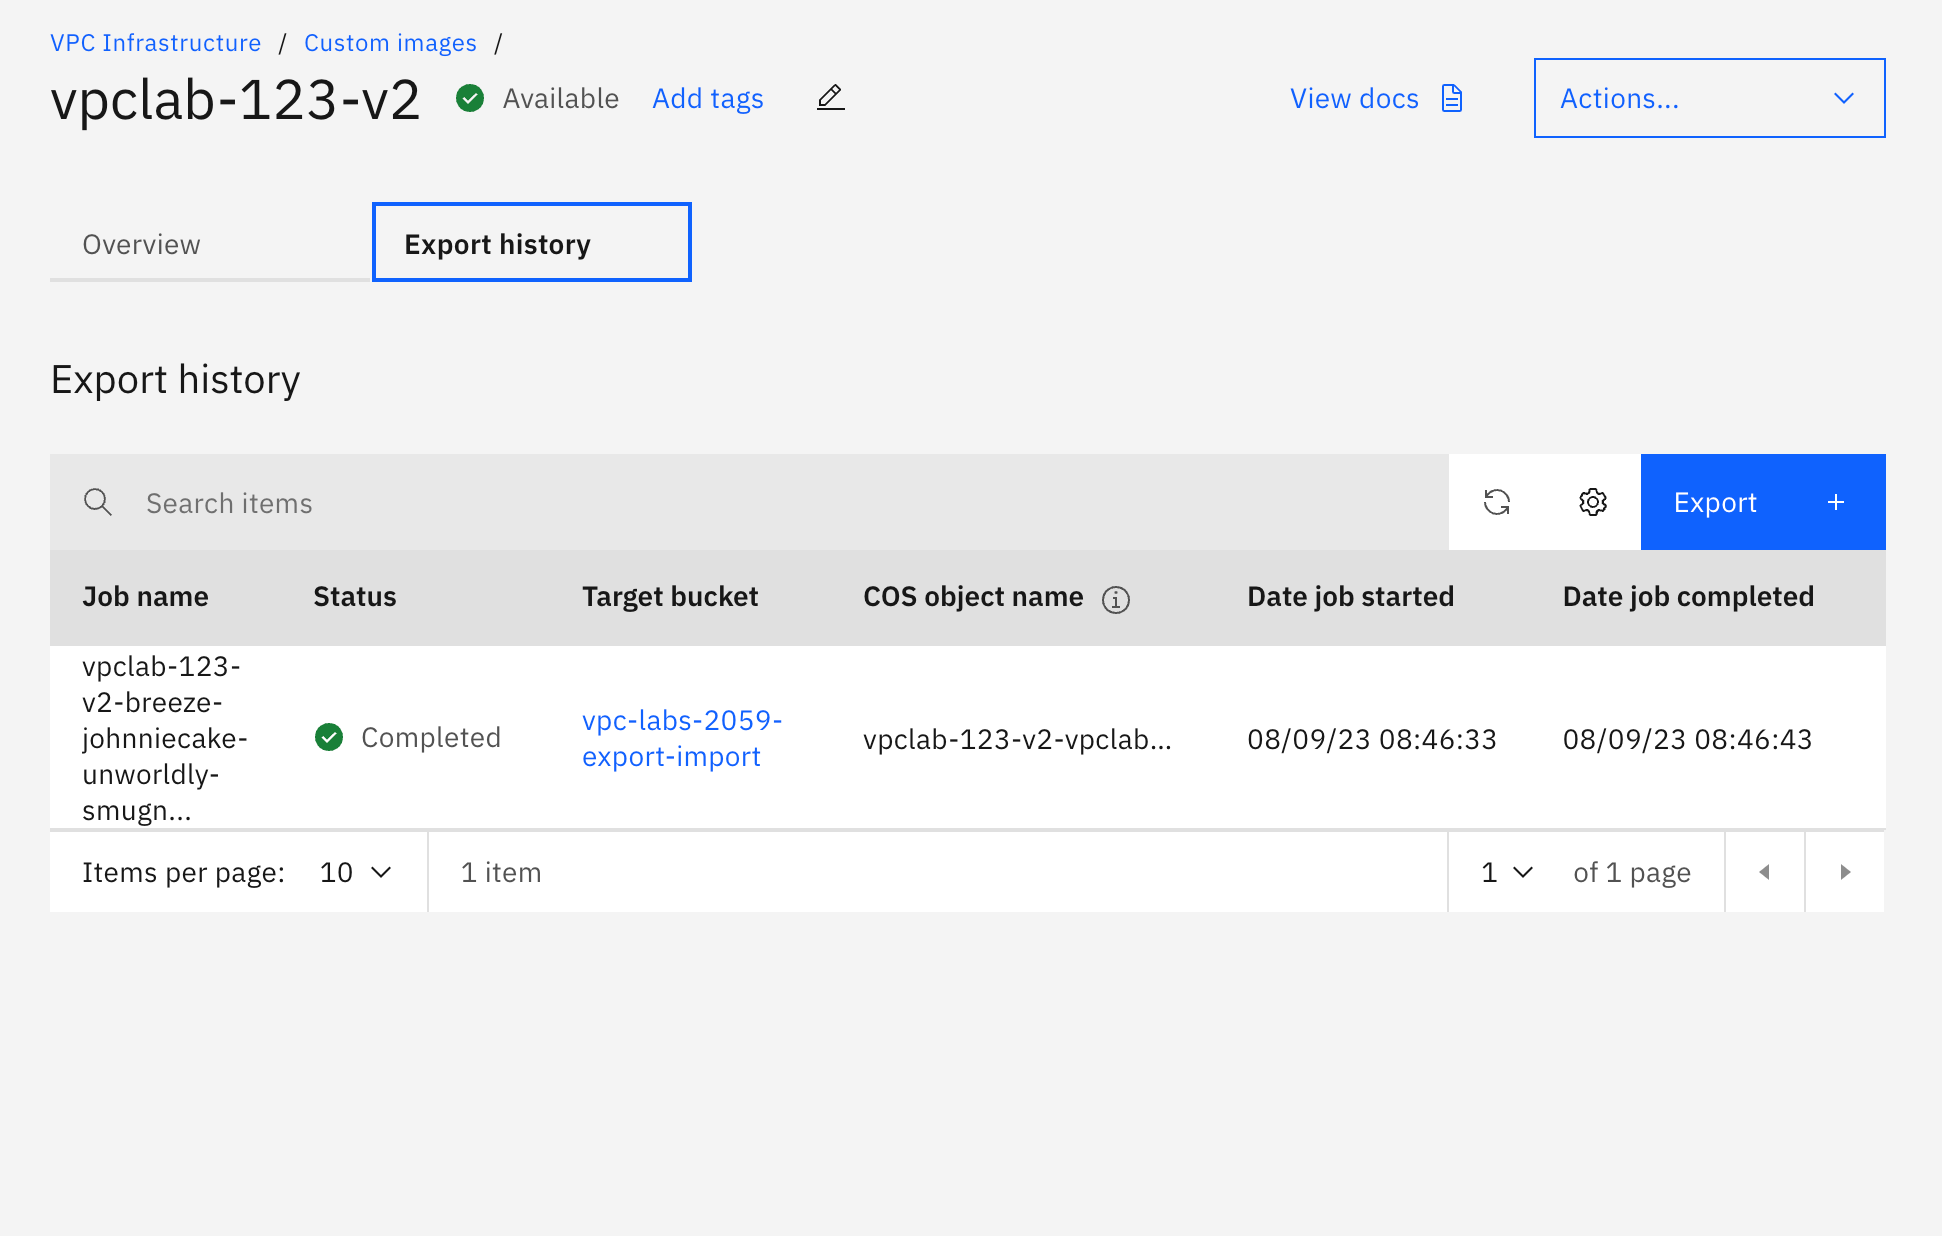 VPC Infrastructure / Custom images /
vpclab-123-v2 Available Add tags View docs Actions...
Overview Export history
Export history
Search items Export +
Job name Status Target bucket COS object name Date job started Date job completed
vpclab-123-
v2-breeze-
johnniecake-
unworldly-
smugn...
Completed
vpc-labs-2059-
export-import
vpclab-123-v2-vpclab...
08/09/23 08:46:33
08/09/23 08:46:43
Items per page: 10 1 item 1 of 1 page